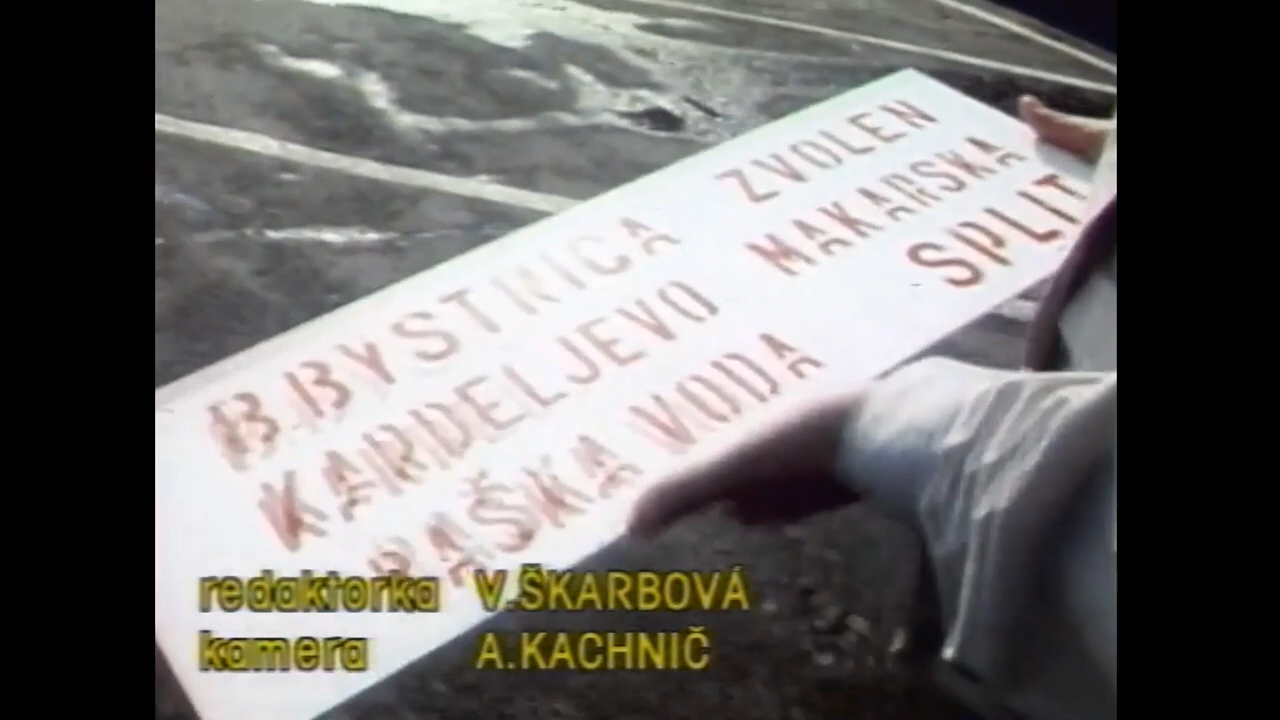 B.BYSTRICA ZVOLEN
KARDELJEVO MAKARSKA
BAŠKA VODA SPLIT
redaktorka V.ŠKARBOVÁ
kamera A.KACHNIČ